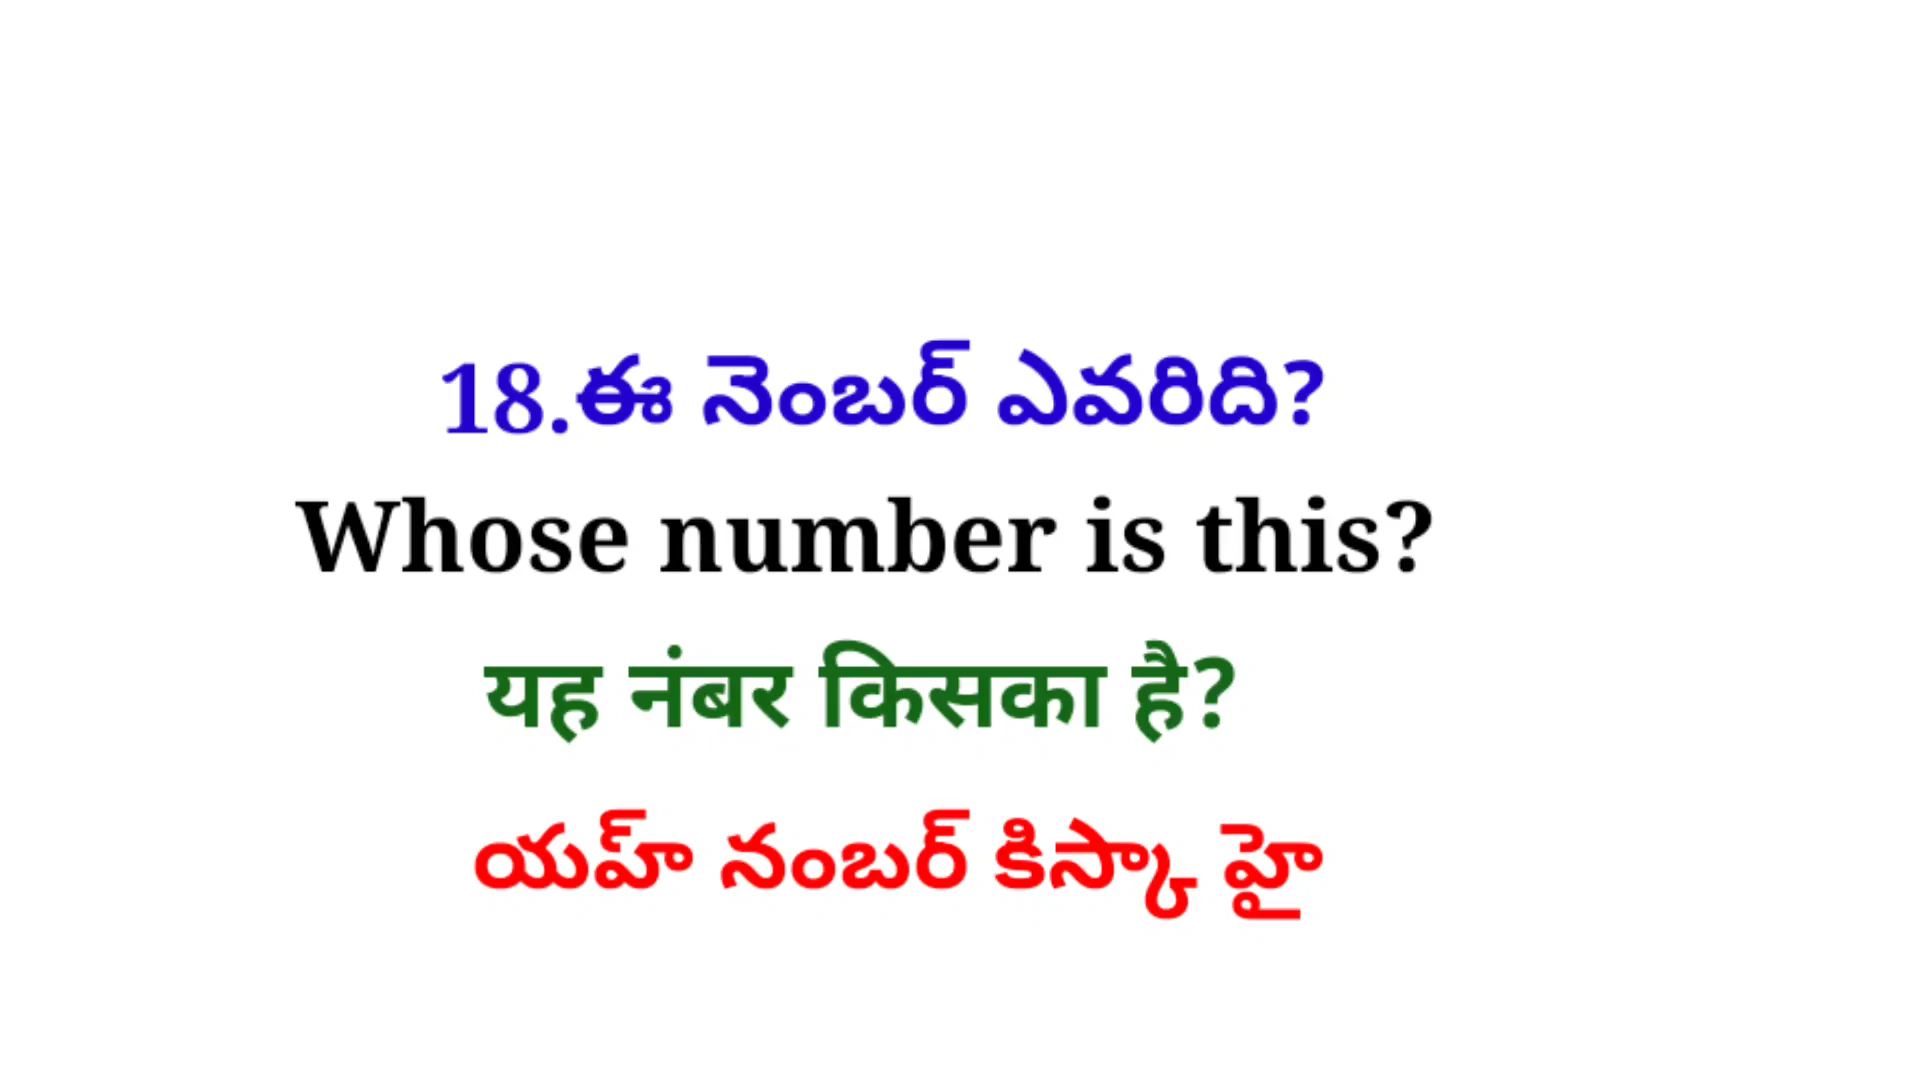 18.ఈ నెంబర్ ఎవరిది?
Whose number is this?
यह नंबर किसका है?
యహ్ నంబర్ కిస్కా హై